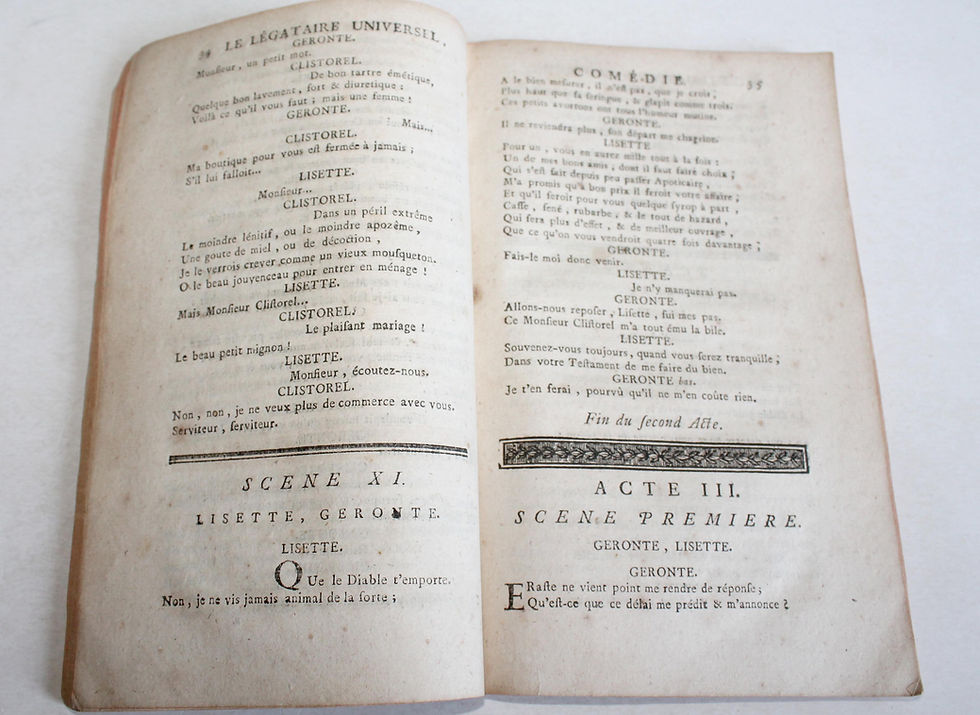 34 LE LÉGATAIRE UNIVERSEL,
GERONTE.
Monsieur, un petit mot.
CLISTOREL.
De bon tartre émétique,
Quelque bon lavement, fort & diuretique :
Voilà ce qu'il vous faut ; mais une femme !
GERONTE.
Mais...
CLISTOREL.
Ma boutique pour vous est fermée à jamais ;
S'il lui falloit...
LISETTE.
Monsieur...
CLISTOREL.
Dans un péril extrême
Le moindre lénitif, ou le moindre apozême,
Une goute de miel, ou de décoction,
Je le verrois crever comme un vieux mousqueton.
O le beau jouvenceau pour entrer en ménage !
LISETTE.
Mais Monsieur Clistorel...
CLISTOREL.
Le plaisant mariage !
Le beau petit mignon !
LISETTE.
Monsieur, écoutez-nous.
CLISTOREL.
Non, non, je ne veux plus de commerce avec vous.
Serviteur, serviteur.
SCENE XI.
LISETTE, GERONTE.
LISETTE.
QUe le Diable t'emporte.
Non, je ne vis jamais animal de la sorte ;
COMÉDIE. 35
A le bien mesurer, il n'est pas, que je crois,
Plus haut que sa seringue, & glapit comme trois.
Ces petits avortons ont tous l'humeur mutine.
GERONTE.
Il ne reviendra plus, son départ me chagrine.
LISETTE
Pour un, vous en aurez mille tout à la fois :
Un de mes bons amis, dont il faut faire choix ;
Qui s'est fait depuis peu passer Apoticaire,
M'a promis qu'à bon prix il feroit votre affaire ;
Et qu'il feroit pour vous quelque syrop à part,
Casse, sené, rubarbe, & le tout de hazard,
Qui fera plus d'effet, & de meilleur ouvrage,
Que ce qu'on vous vendroit quatre fois davantage ;
GERONTE.
Fais-le moi donc venir.
LISETTE.
Je n'y manquerai pas.
GERONTE.
Allons-nous reposer, Lisette, sui mes pas.
Ce Monsieur Clistorel m'a tout ému la bile.
LISETTE.
Souvenez-vous toujours, quand vous serez tranquille ;
Dans votre Testament de me faire du bien.
GERONTE bas.
Je t'en ferai, pourvû qu'il ne m'en coûte rien.
Fin du second Acte.
ACTE III.
SCENE PREMIERE.
GERONTE, LISETTE.
GERONTE.
ERaste ne vient point me rendre de réponse ;
Qu'est-ce que ce délai me prédit & m'annonce ?